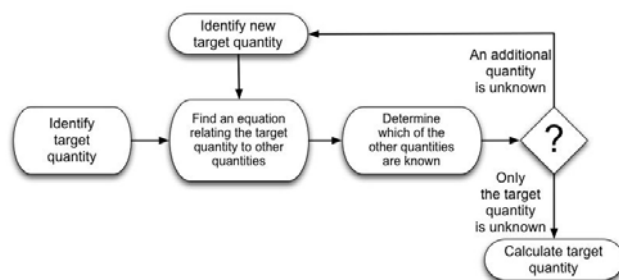 Identify new
target quantity
An additional
quantity
is unknown
Identify
target
quantity
Find an equation
relating the target
quantity to other
quantities
Determine
which of the
other quantities
are known
?
Only
the target
quantity
is unknown
Calculate target
quantity